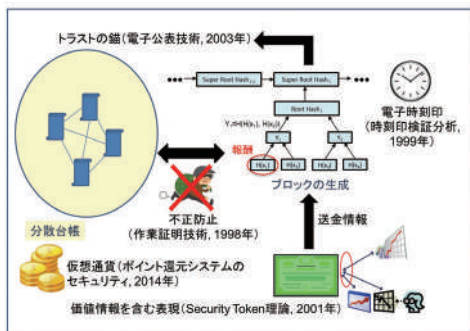 トラストの錨(電子公表技術, 2003年)
••• Super Root Hash Super Root Hash •••
Root Hash
電子時刻印
(時刻印検証分析,
1999年)
報酬
H(x₁) H(x₂) H(x₃) H(x₄)
ブロックの生成
不正防止
(作業証明技術, 1998年)
送金情報
分散台帳
仮想通貨(ポイント還元システムの
セキュリティ, 2014年)
価値情報を含む表現(Security Token理論, 2001年)